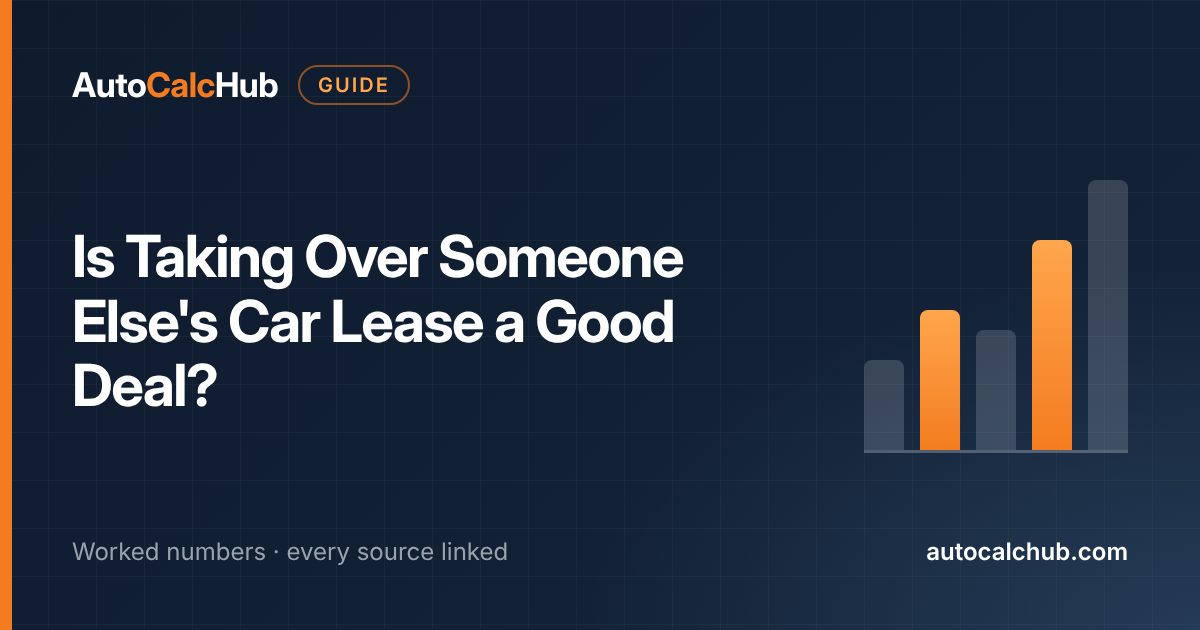 AutoCalcHub
GUIDE
Is Taking Over Someone
Else's Car Lease a Good
Deal?
Worked numbers · every source linked
autocalchub.com